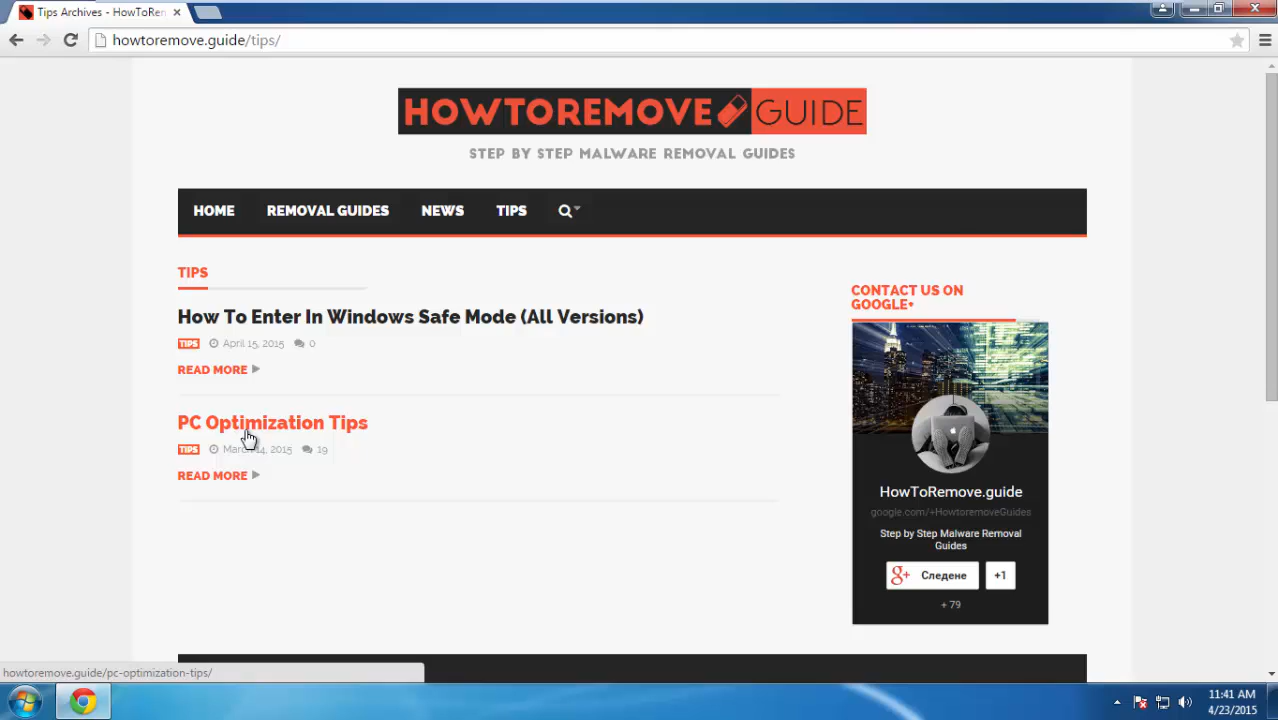 Tips Archives - HowToRem
howtoremove.guide/tips/
HOWTOREMOVE GUIDE
STEP BY STEP MALWARE REMOVAL GUIDES
HOME REMOVAL GUIDES NEWS TIPS
TIPS
How To Enter In Windows Safe Mode (All Versions)
TIPS April 15, 2015 0
READ MORE
PC Optimization Tips
TIPS March 14, 2015 19
READ MORE
CONTACT US ON
GOOGLE+
HowToRemove.guide
google.com/+HowtoremoveGuides
Step by Step Malware Removal
Guides
g+ Следене +1
+ 79
howtoremove.guide/pc-optimization-tips/
11:41 AM
4/23/2015